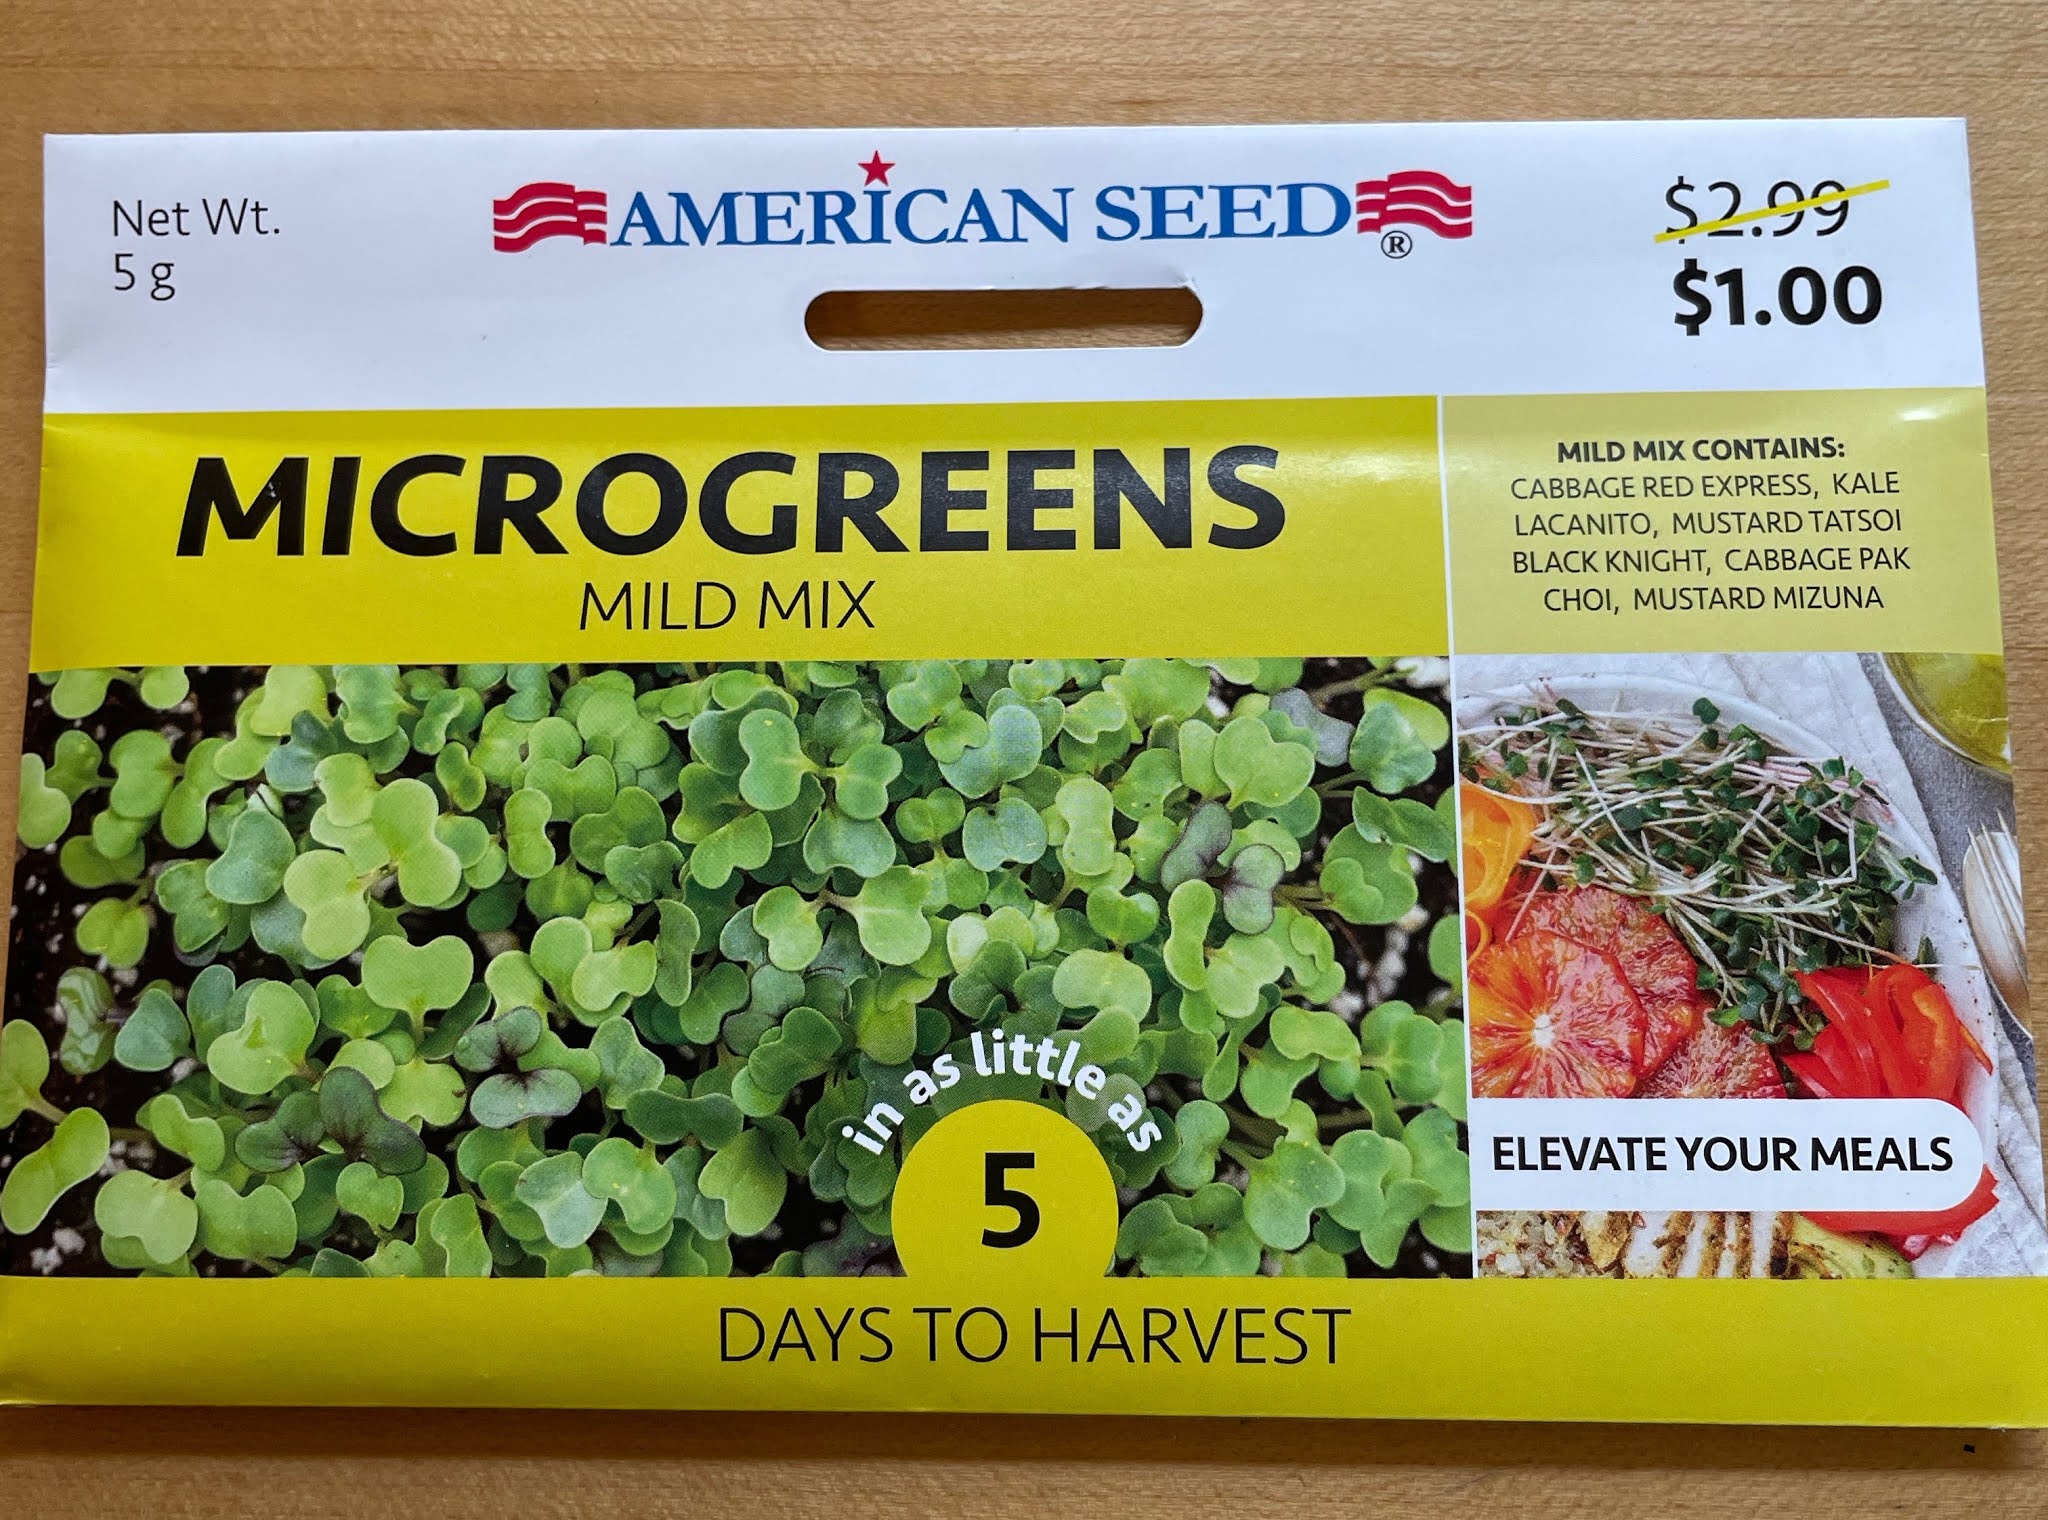 Net Wt.
5 g
AMERICAN SEED®
$2.99
$1.00
MICROGREENS
MILD MIX
MILD MIX CONTAINS:
CABBAGE RED EXPRESS, KALE
LACANITO, MUSTARD TATSOI
BLACK KNIGHT, CABBAGE PAK
CHOI, MUSTARD MIZUNA
in as little as
5
DAYS TO HARVEST
ELEVATE YOUR MEALS